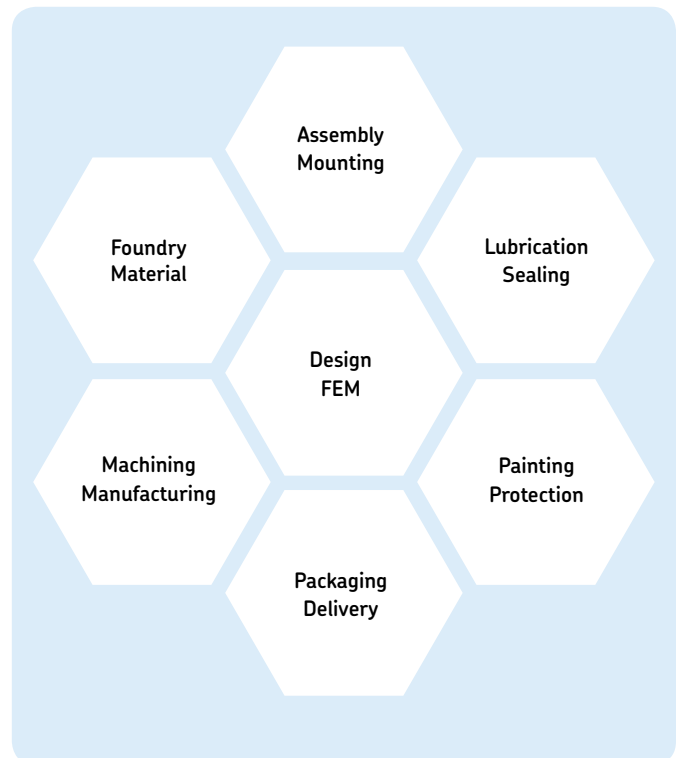 Assembly
Mounting
Foundry
Material
Lubrication
Sealing
Design
FEM
Machining
Manufacturing
Painting
Protection
Packaging
Delivery